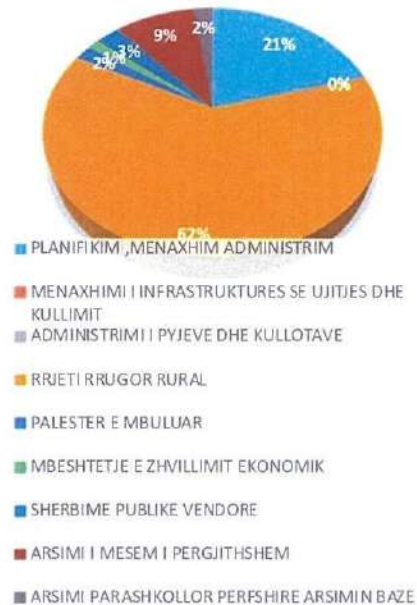 2%
9%
21%
3%
1%
2%
0%
62%
PLANIFIKIM ,MENAXHIM ADMINISTRIM
MENAXHIMI I INFRASTRUKTURES SE UJITJES DHE
KULLIMIT
ADMINISTRIMI I PYJEVE DHE KULLOTAVE
RRJETI RRUGOR RURAL
PALESTER E MBULUAR
MBESHTETJE E ZHVILLIMIT EKONOMIK
SHERBIME PUBLIKE VENDORE
ARSIMI I MESEM I PERGJITHSHEM
ARSIMI PARASHKOLLOR PERFSHIRE ARSIMIN BAZE